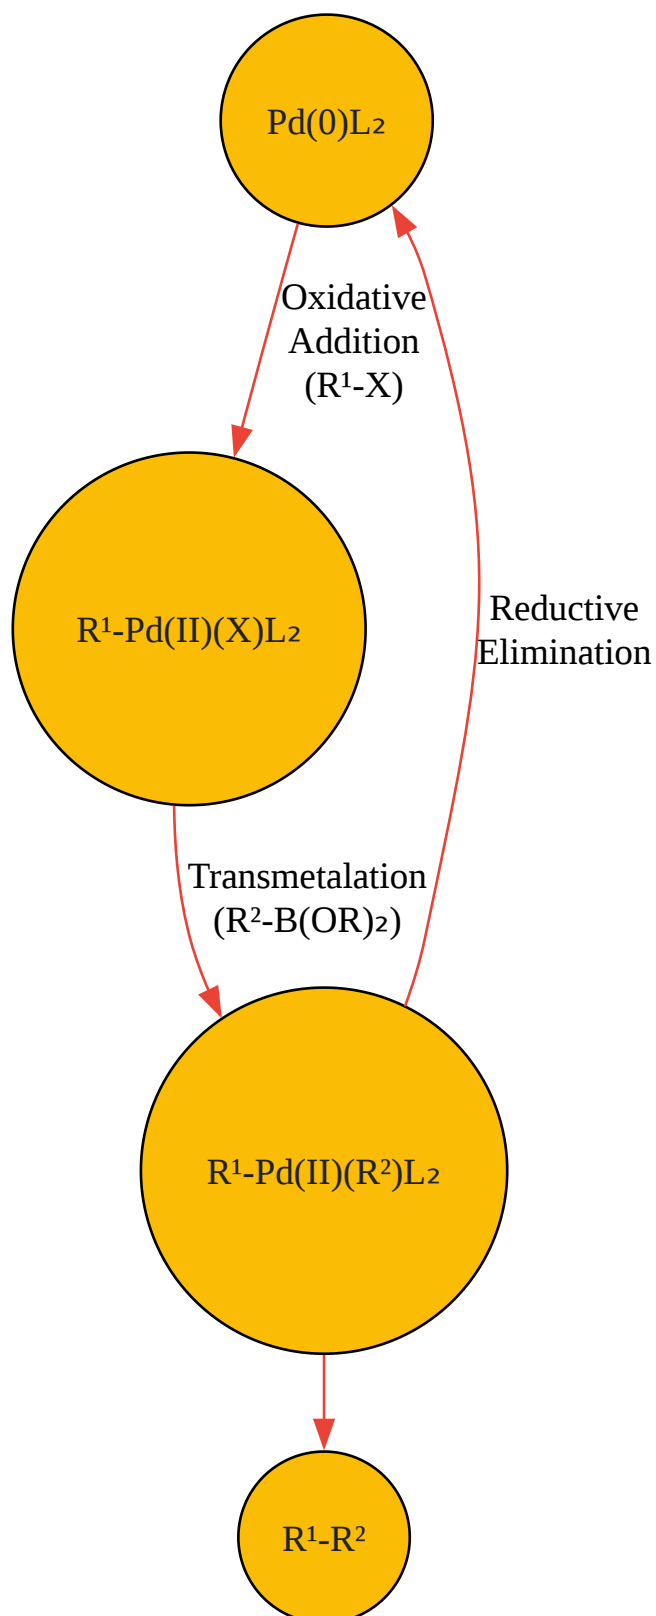 Pd(0)L₂
Oxidative
Addition
(R¹-X)
R¹-Pd(II)(X)L₂
Reductive
Elimination
Transmetalation
(R²-B(OR)₂)
R¹-Pd(II)(R²)L₂
R¹-R²